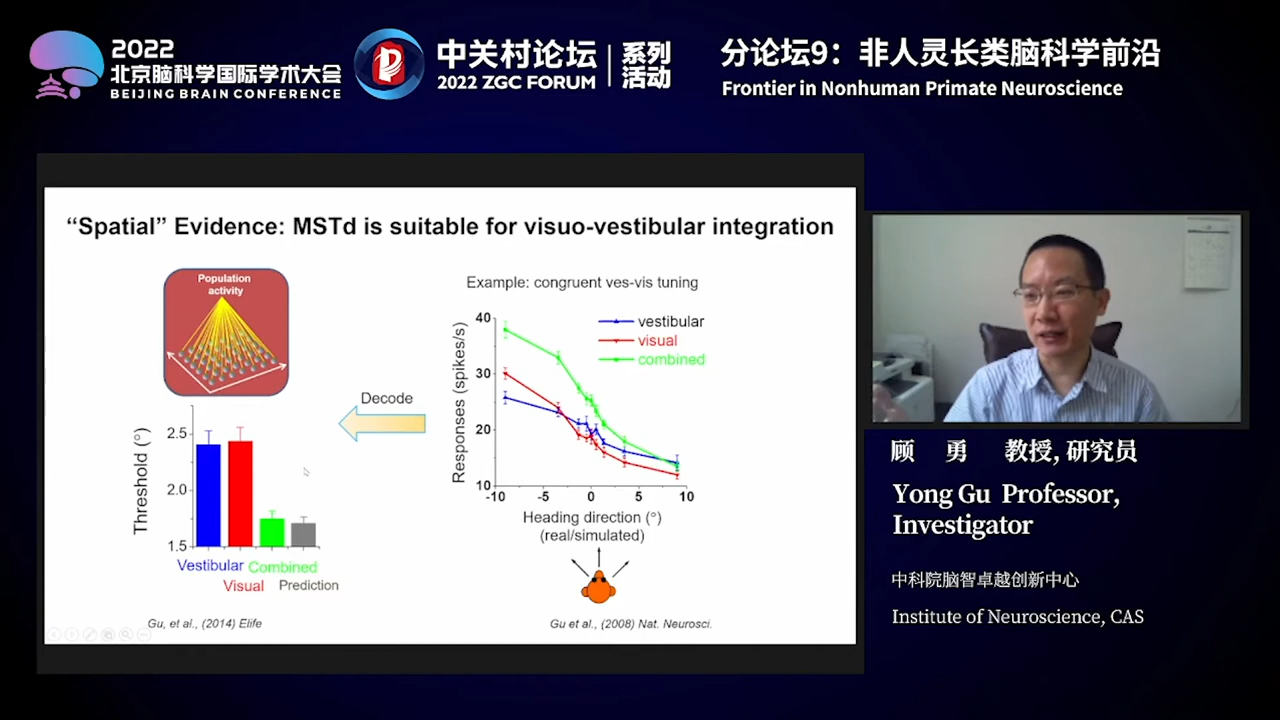 2022
北京脑科学国际学术大会
BEIJING BRAIN CONFERENCE
中关村论坛
2022 ZGC FORUM
系列
活动
分论坛9：非人灵长类脑科学前沿
Frontier in Nonhuman Primate Neuroscience
“Spatial” Evidence: MSTd is suitable for visuo-vestibular integration
Population
activity
Decode
Threshold (°)
2.5
2.0
1.5
Vestibular
Combined
Visual
Prediction
Gu, et al., (2014) Elife
Example: congruent ves-vis tuning
vestibular
visual
combined
Responses (spikes/s)
40
30
20
10
-10 -5 0 5 10
Heading direction (°)
(real/simulated)
Gu et al., (2008) Nat. Neurosci.
顾 勇 教授, 研究员
Yong Gu Professor,
Investigator
中科院脑智卓越创新中心
Institute of Neuroscience, CAS